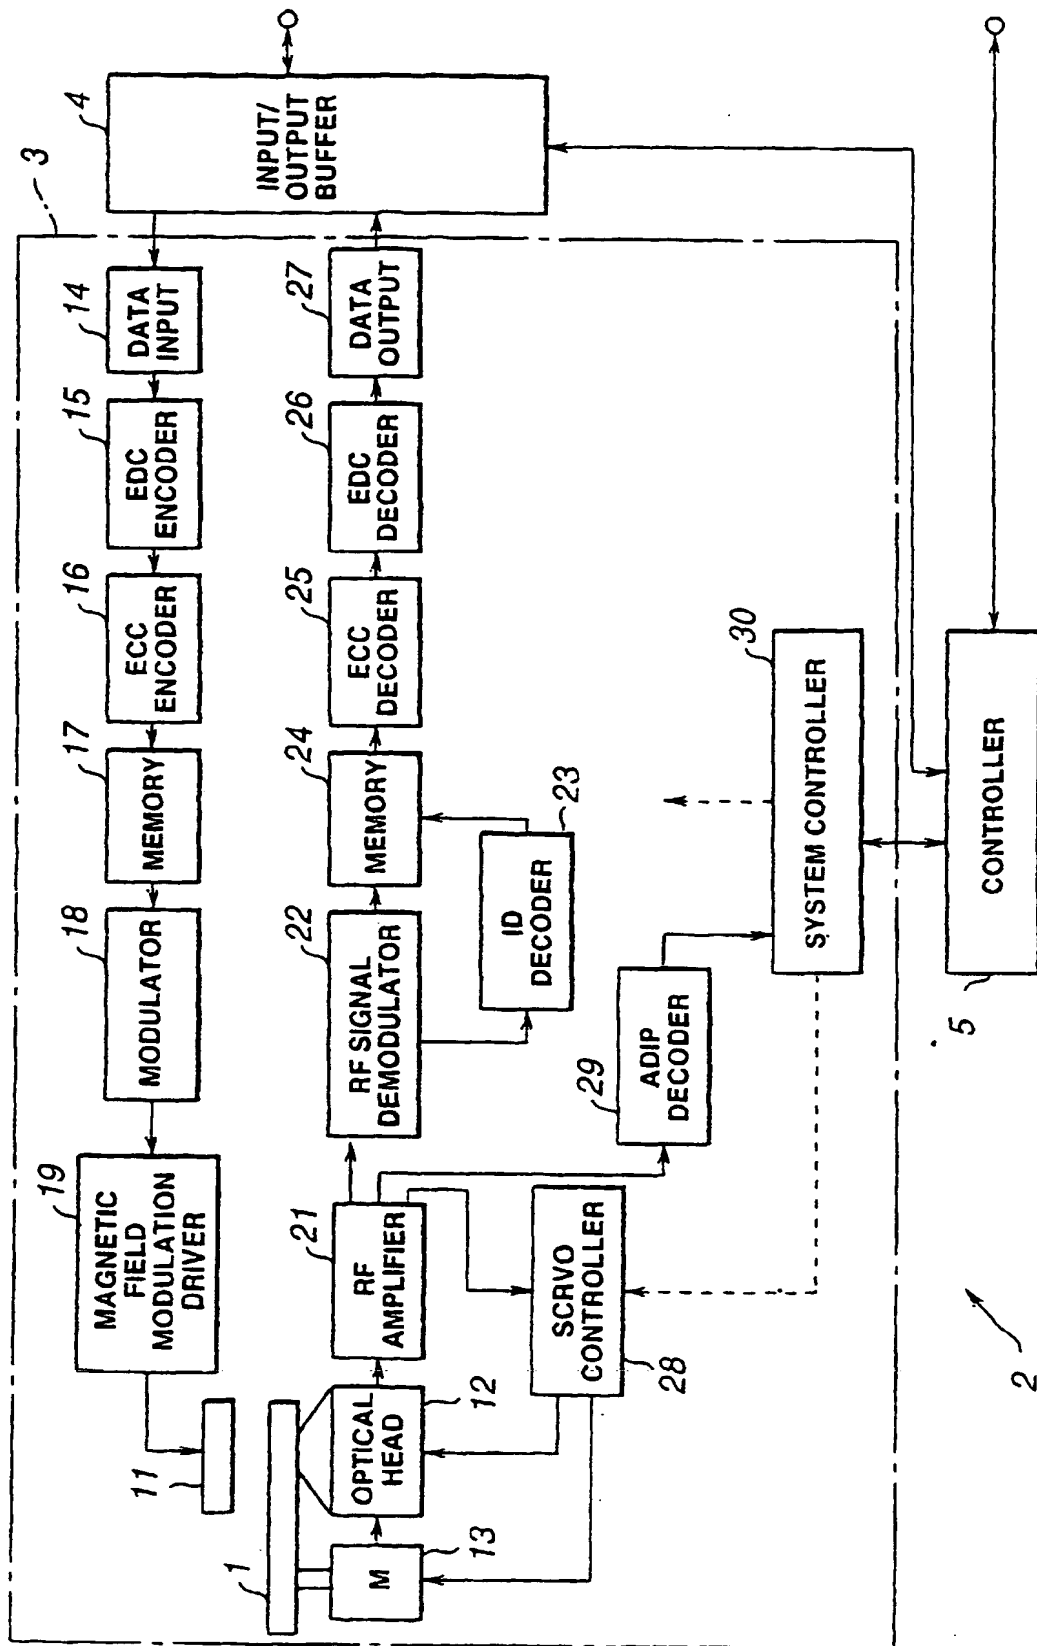 3
4
INPUT/
OUTPUT
BUFFER
19
MAGNETIC
FIELD
MODULATION
DRIVER
18
MODULATOR
17
MEMORY
16
ECC
ENCODER
15
EDC
ENCODER
14
DATA
INPUT
11
1
M
13
OPTICAL
HEAD
12
21
RF
AMPLIFIER
22
RF SIGNAL
DEMODULATOR
24
MEMORY
25
ECC
DECODER
26
EDC
DECODER
27
DATA
OUTPUT
ID
DECODER
23
SCRVO
CONTROLLER
28
29
ADIP
DECODER
30
SYSTEM CONTROLLER
5
CONTROLLER
2